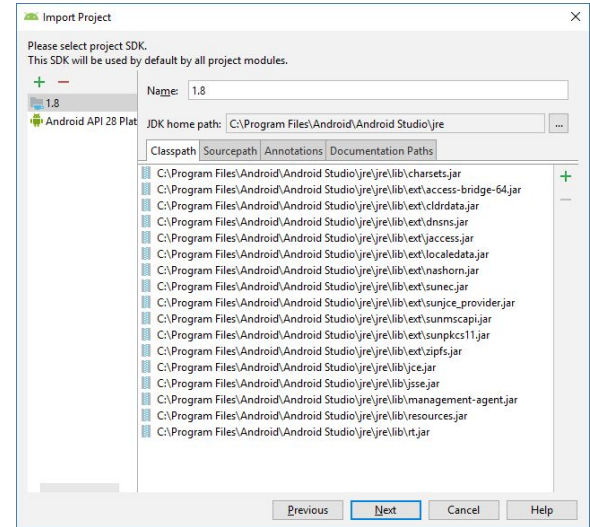 Import Project
Please select project SDK.
This SDK will be used by default by all project modules.
1.8
Android API 28 Plat
Name: 1.8
JDK home path: C:\Program Files\Android\Android Studio\jre ...
Classpath Sourcepath Annotations Documentation Paths
C:\Program Files\Android\Android Studio\jre\jre\lib\charsets.jar
C:\Program Files\Android\Android Studio\jre\jre\lib\ext\access-bridge-64.jar
C:\Program Files\Android\Android Studio\jre\jre\lib\ext\cldrdata.jar
C:\Program Files\Android\Android Studio\jre\jre\lib\ext\dnsns.jar
C:\Program Files\Android\Android Studio\jre\jre\lib\ext\jaccess.jar
C:\Program Files\Android\Android Studio\jre\jre\lib\ext\localedata.jar
C:\Program Files\Android\Android Studio\jre\jre\lib\ext\nashorn.jar
C:\Program Files\Android\Android Studio\jre\jre\lib\ext\sunec.jar
C:\Program Files\Android\Android Studio\jre\jre\lib\ext\sunjce_provider.jar
C:\Program Files\Android\Android Studio\jre\jre\lib\ext\sunmscapi.jar
C:\Program Files\Android\Android Studio\jre\jre\lib\ext\sunpkcs11.jar
C:\Program Files\Android\Android Studio\jre\jre\lib\ext\zipfs.jar
C:\Program Files\Android\Android Studio\jre\jre\lib\jce.jar
C:\Program Files\Android\Android Studio\jre\jre\lib\jsse.jar
C:\Program Files\Android\Android Studio\jre\jre\lib\management-agent.jar
C:\Program Files\Android\Android Studio\jre\jre\lib\resources.jar
C:\Program Files\Android\Android Studio\jre\jre\lib\rt.jar
Previous Next Cancel Help